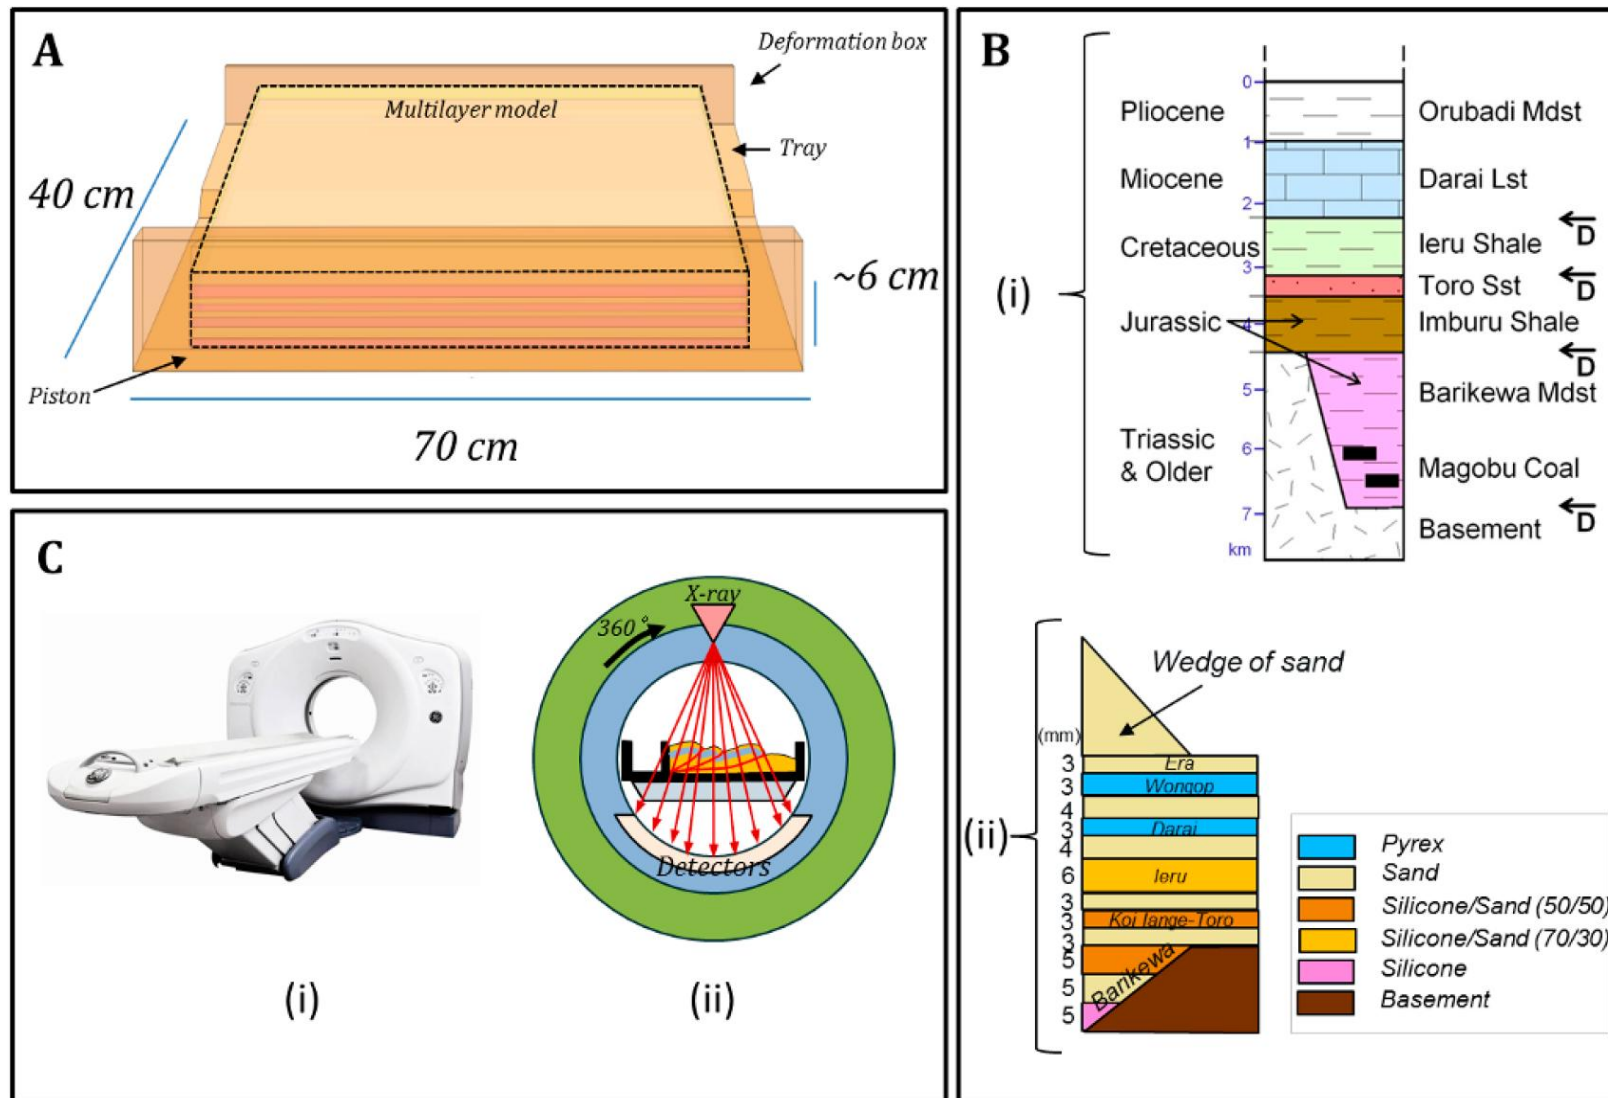 A
Deformation box
Multilayer model
Tray
40 cm
~6 cm
Piston
70 cm
B
(i)
0
Pliocene
Orubadi Mdst
1
Miocene
Darai Lst
2
D
Cretaceous
Ieru Shale
3
D
Toro Sst
Jurassic
4
Imburu Shale
D
5
Barikewa Mdst
Triassic
& Older
6
Magobu Coal
7
D
km
Basement
C
X-ray
360°
Detectors
(i)
(ii)
(ii)
Wedge of sand
(mm)
3
Era
3
Wongop
4
3
Darai
4
6
Ieru
3
3
Koi Iange-Toro
3
5
Barikewa
5
5
Pyrex
Sand
Silicone/Sand (50/50)
Silicone/Sand (70/30)
Silicone
Basement